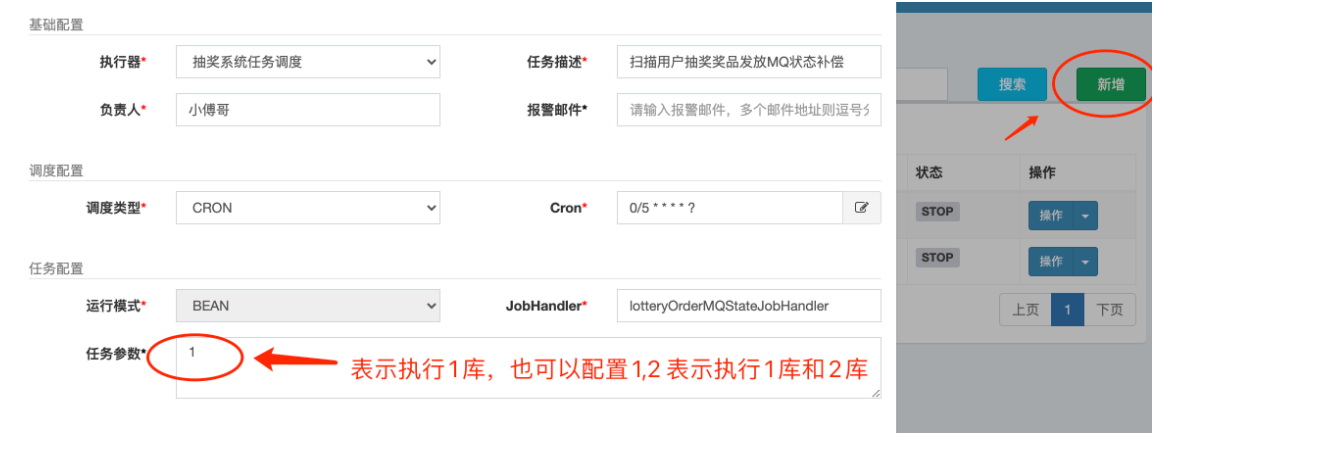 基础配置
执行器* 抽奖系统任务调度 任务描述* 扫描用户抽奖奖品发放MQ状态补偿
负责人* 小傅哥 报警邮件* 请输入报警邮件，多个邮件地址则逗号分
调度配置
调度类型* CRON Cron* 0/5 * * * * ?
任务配置
运行模式* BEAN JobHandler* lotteryOrderMQStateJobHandler
任务参数* 1
表示执行1库，也可以配置1,2 表示执行1库和2库
搜索 新增
状态 操作
STOP 操作
STOP 操作
上页 1 下页